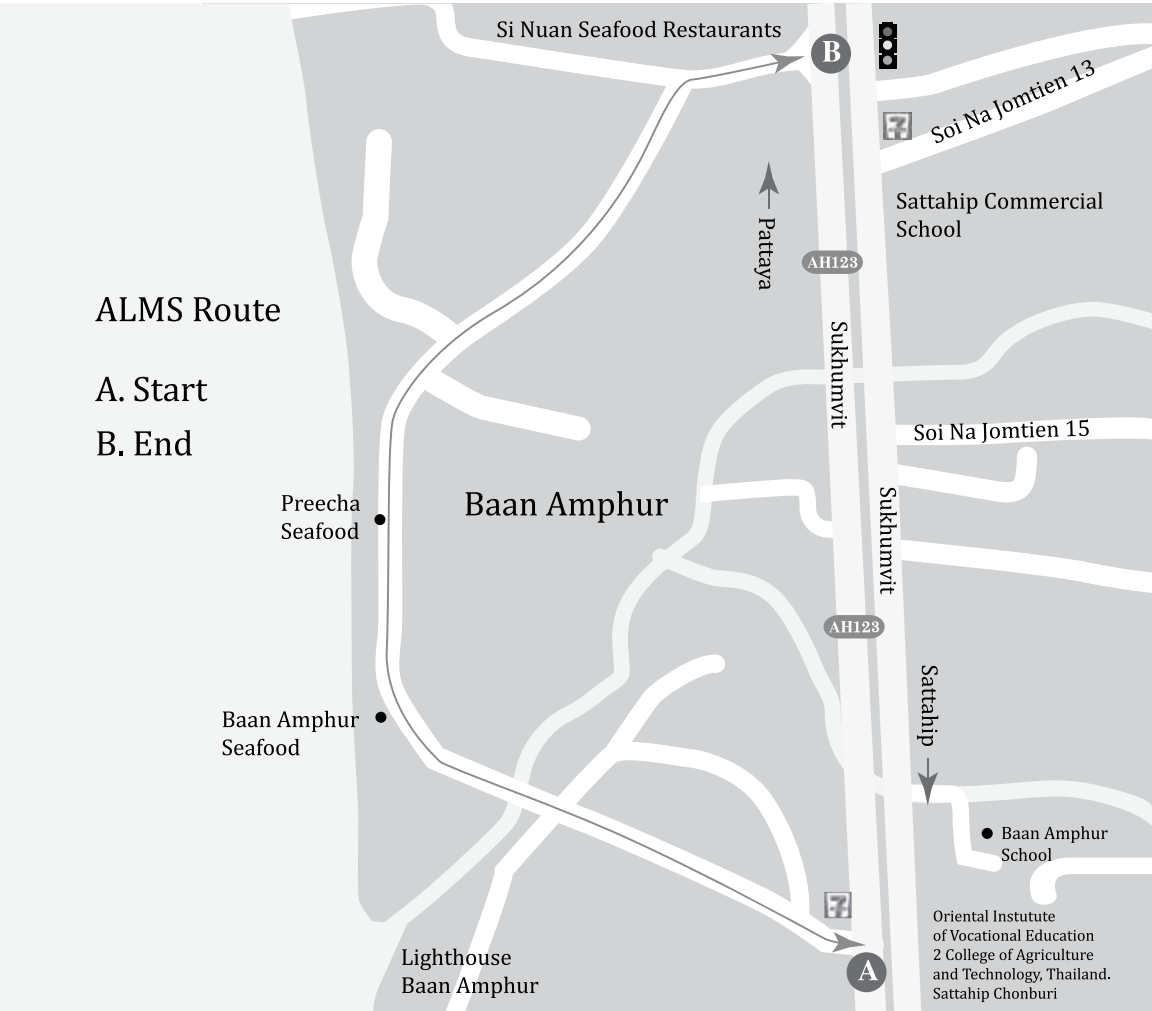 Si Nuan Seafood Restaurants
B
Soi Na Jomtien 13
7
Sattahip Commercial
School
Pattaya
AH123
ALMS Route
A. Start
B. End
Sukhumvit
Soi Na Jomtien 15
Preecha
Seafood
Baan Amphur
Sukhumvit
AH123
Sattahip
Baan Amphur
Seafood
Baan Amphur
School
7
Oriental Instutute
of Vocational Education
2 College of Agriculture
and Technology, Thailand.
Sattahip Chonburi
Lighthouse
Baan Amphur
A